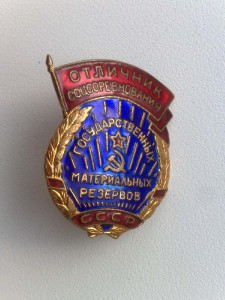 ОТЛИЧНИК
СОЦСОРЕВНОВАНИЯ
ГОСУДАРСТВЕННЫХ
МАТЕРИАЛЬНЫХ
РЕЗЕРВОВ
СССР